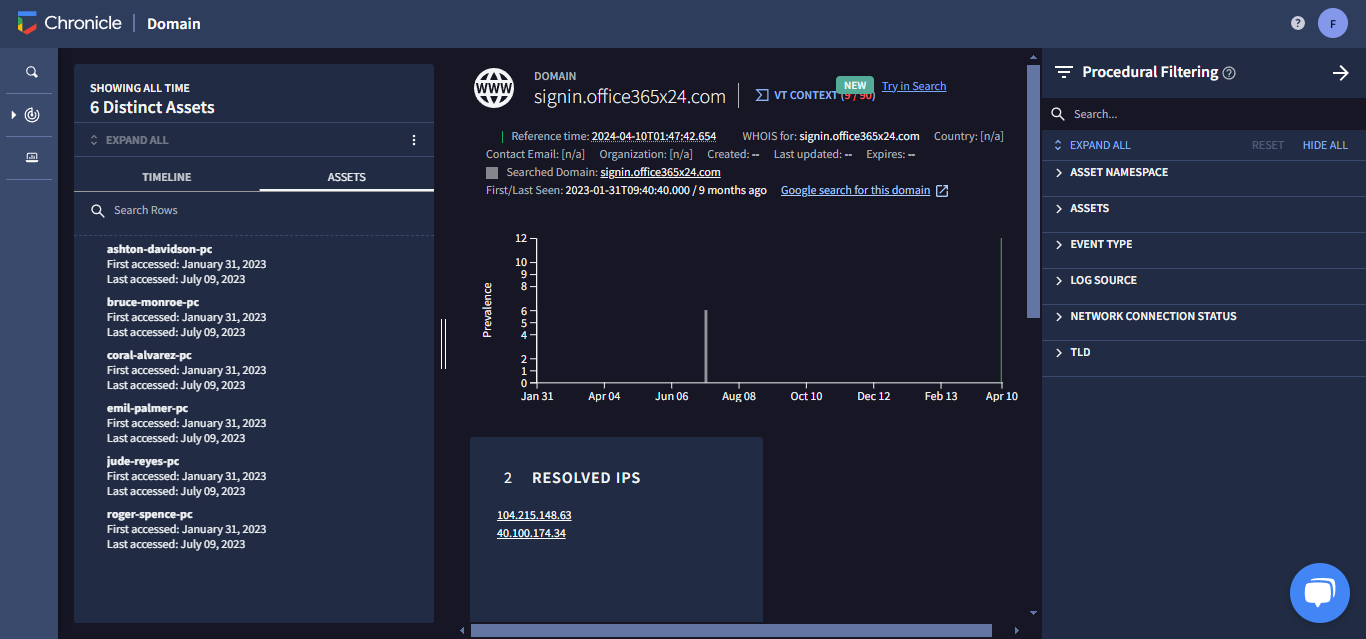 Chronicle | Domain
? F
SHOWING ALL TIME
6 Distinct Assets
EXPAND ALL
TIMELINE ASSETS
Search Rows
ashton-davidson-pc
First accessed: January 31, 2023
Last accessed: July 09, 2023
bruce-monroe-pc
First accessed: January 31, 2023
Last accessed: July 09, 2023
coral-alvarez-pc
First accessed: January 31, 2023
Last accessed: July 09, 2023
emil-palmer-pc
First accessed: January 31, 2023
Last accessed: July 09, 2023
jude-reyes-pc
First accessed: January 31, 2023
Last accessed: July 09, 2023
roger-spence-pc
First accessed: January 31, 2023
Last accessed: July 09, 2023
WWW
DOMAIN
signin.office365x24.com
VT CONTEXT (9 / 90)
NEW
Try in Search
Reference time: 2024-04-10T01:47:42.654 WHOIS for: signin.office365x24.com Country: [n/a]
Contact Email: [n/a] Organization: [n/a] Created: -- Last updated: -- Expires: --
Searched Domain: signin.office365x24.com
First/Last Seen: 2023-01-31T09:40:40.000 / 9 months ago Google search for this domain
Prevalence
12
10
9
8
6
5
4
2
1
0
Jan 31 Apr 04 Jun 06 Aug 08 Oct 10 Dec 12 Feb 13 Apr 10
2 RESOLVED IPS
104.215.148.63
40.100.174.34
Procedural Filtering ?
Search...
EXPAND ALL RESET HIDE ALL
ASSET NAMESPACE
ASSETS
EVENT TYPE
LOG SOURCE
NETWORK CONNECTION STATUS
TLD